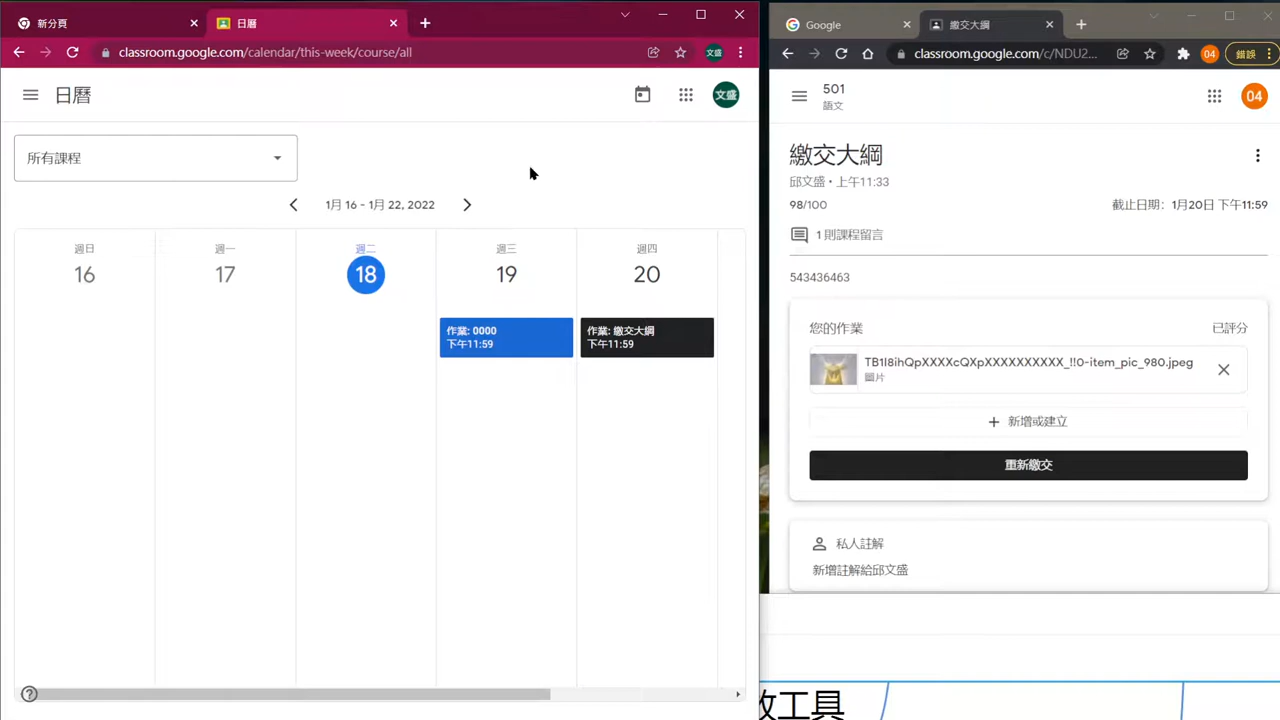 新分頁
日曆
classroom.google.com/calendar/this-week/course/all
文盛
日曆
文盛
所有課程
1月 16 - 1月 22, 2022
週日
16
週一
17
週二
18
週三
19
週四
20
作業: 0000
下午11:59
作業: 繳交大綱
下午11:59
Google
繳交大綱
classroom.google.com/c/NDU2...
04
錯誤
501
語文
04
繳交大綱
邱文盛 • 上午11:33
98/100
截止日期: 1月20日 下午11:59
1 則課程留言
543436463
您的作業
已評分
TB1I8ihQpXXXXcQXpXXXXXXXXXX_!!0-item_pic_980.jpeg
圖片
新增或建立
重新繳交
私人註解
新增註解給邱文盛
工具